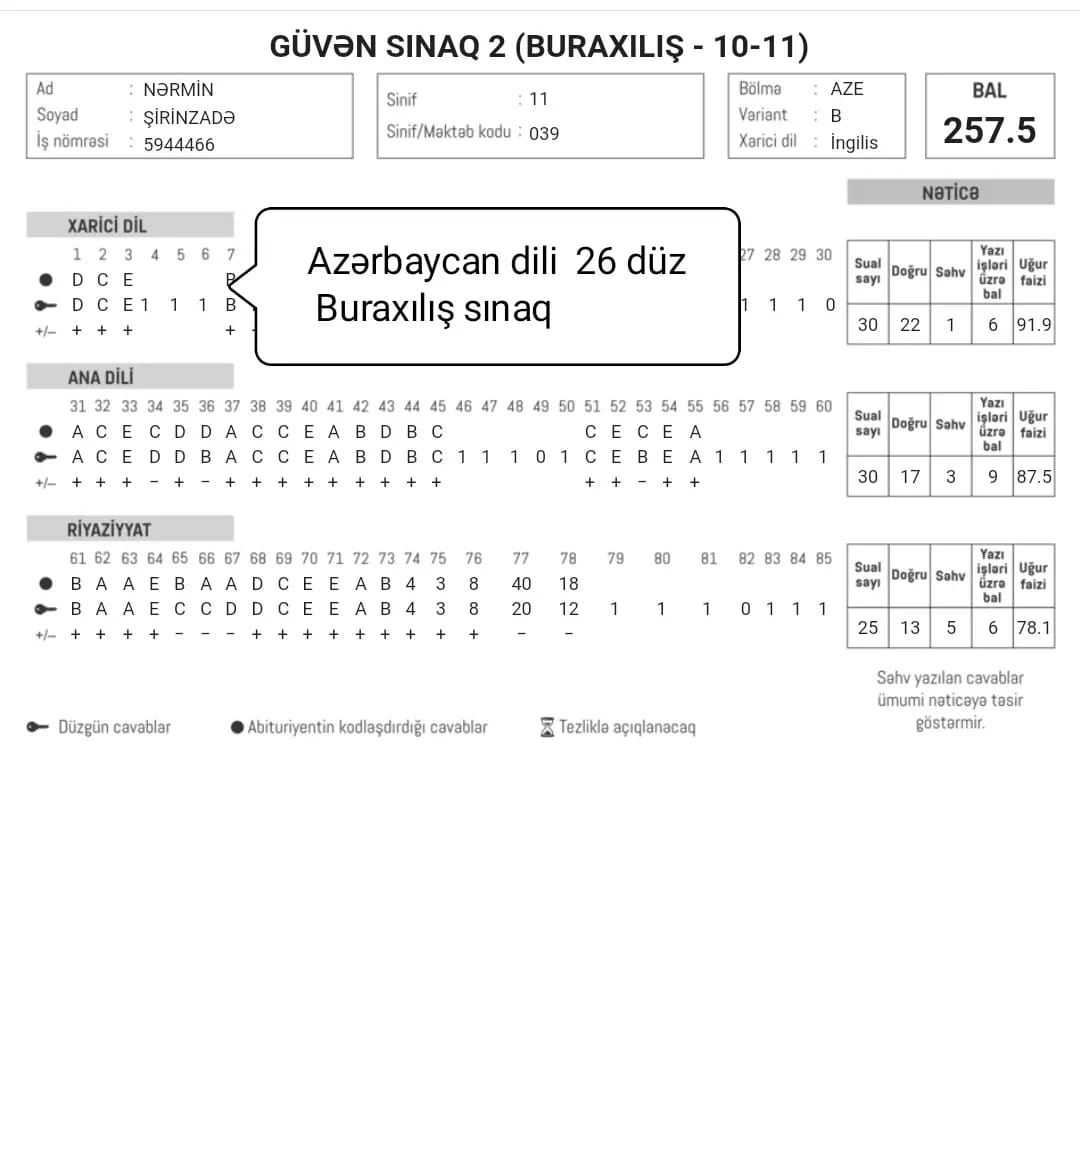 GÜVƏN SINAQ 2 (BURAXILIŞ - 10-11)
Ad : NƏRMİN
Soyad : ŞİRİNZADƏ
İş nömrəsi : 5944466
Sinif : 11
Sinif/Məktəb kodu : 039
Bölmə : AZE
Variant : B
Xarici dil : İngilis
BAL
257.5
NƏTİCƏ
XARİCİ DİL
1 2 3 4 5 6 7 27 28 29 30
D C E B
D C E 1 1 1 B 1 1 1 0
+/– + + + +
Azərbaycan dili 26 düz
Buraxılış sınaq
Sual sayı Doğru Səhv Yazı işləri üzrə bal Uğur faizi
30 22 1 6 91.9
ANA DİLİ
31 32 33 34 35 36 37 38 39 40 41 42 43 44 45 46 47 48 49 50 51 52 53 54 55 56 57 58 59 60
A C E C D D A C C E A B D B C C E C E A
A C E D D B A C C E A B D B C 1 1 1 0 1 C E B E A 1 1 1 1 1
+/– + + + – + – + + + + + + + + + + + – + +
Sual sayı Doğru Səhv Yazı işləri üzrə bal Uğur faizi
30 17 3 9 87.5
RİYAZİYYAT
61 62 63 64 65 66 67 68 69 70 71 72 73 74 75 76 77 78 79 80 81 82 83 84 85
B A A E B A A D C E E A B 4 3 8 40 18
B A A E C C D D C E E A B 4 3 8 20 12 1 1 1 0 1 1 1
+/– + + + + – – – + + + + + + + + + – –
Sual sayı Doğru Səhv Yazı işləri üzrə bal Uğur faizi
25 13 5 6 78.1
Səhv yazılan cavablar
ümumi nəticəyə təsir
göstərmir.
Düzgün cavablar
Abituriyentin kodlaşdırdığı cavablar
Tezliklə açıqlanacaq